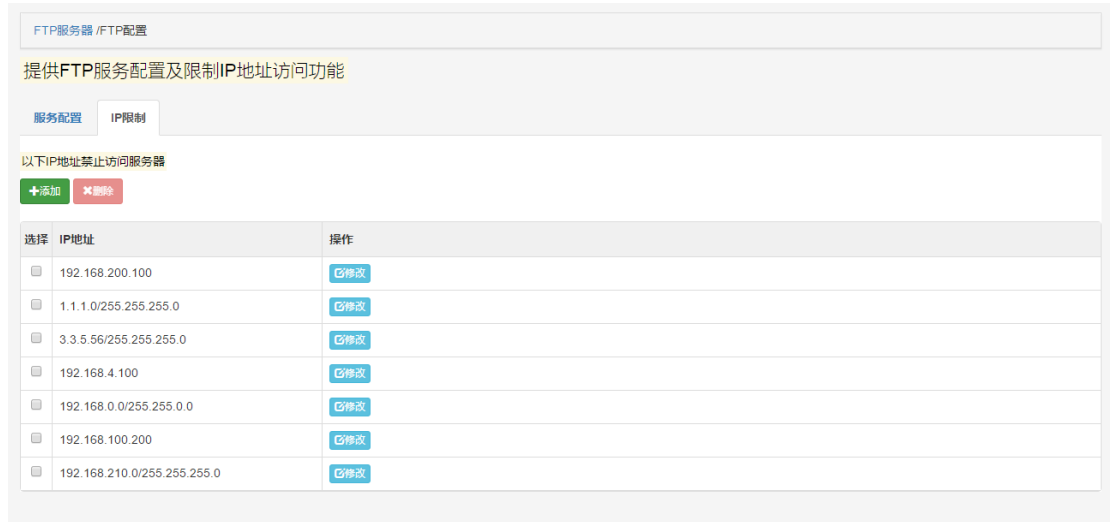 FTP服务器 /FTP配置
提供FTP服务配置及限制IP地址访问功能
服务配置 IP限制
以下IP地址禁止访问服务器
添加 删除
选择 IP地址 操作
192.168.200.100 修改
1.1.1.0/255.255.255.0 修改
3.3.5.56/255.255.255.0 修改
192.168.4.100 修改
192.168.0.0/255.255.0.0 修改
192.168.100.200 修改
192.168.210.0/255.255.255.0 修改